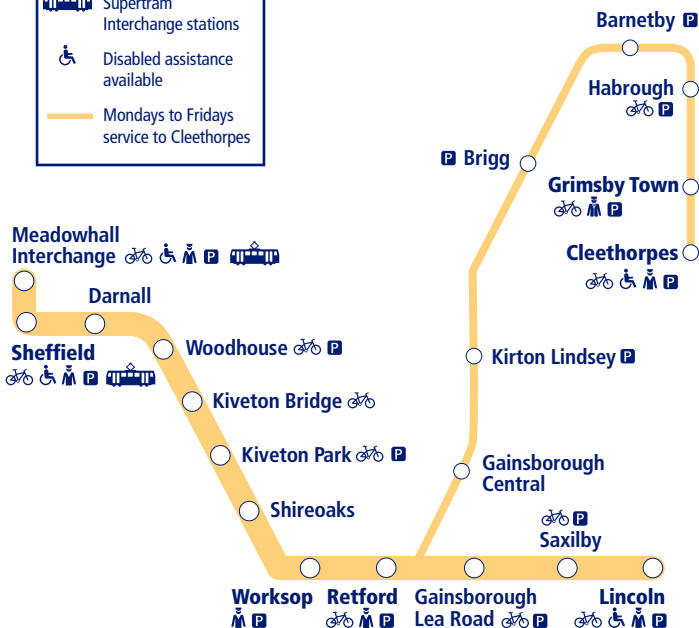 Supertram
Interchange stations
Disabled assistance
available
Mondays to Fridays
service to Cleethorpes
Barnetby P
Habrough
P
P Brigg
Grimsby Town
P
Cleethorpes
P
Meadowhall
Interchange P
Darnall
Sheffield
P
Woodhouse P
Kiveton Bridge
Kiveton Park P
Shireoaks
Kirton Lindsey P
Gainsborough
Central
P
Saxilby
Worksop
P
Retford
P
Gainsborough
Lea Road P
Lincoln
P